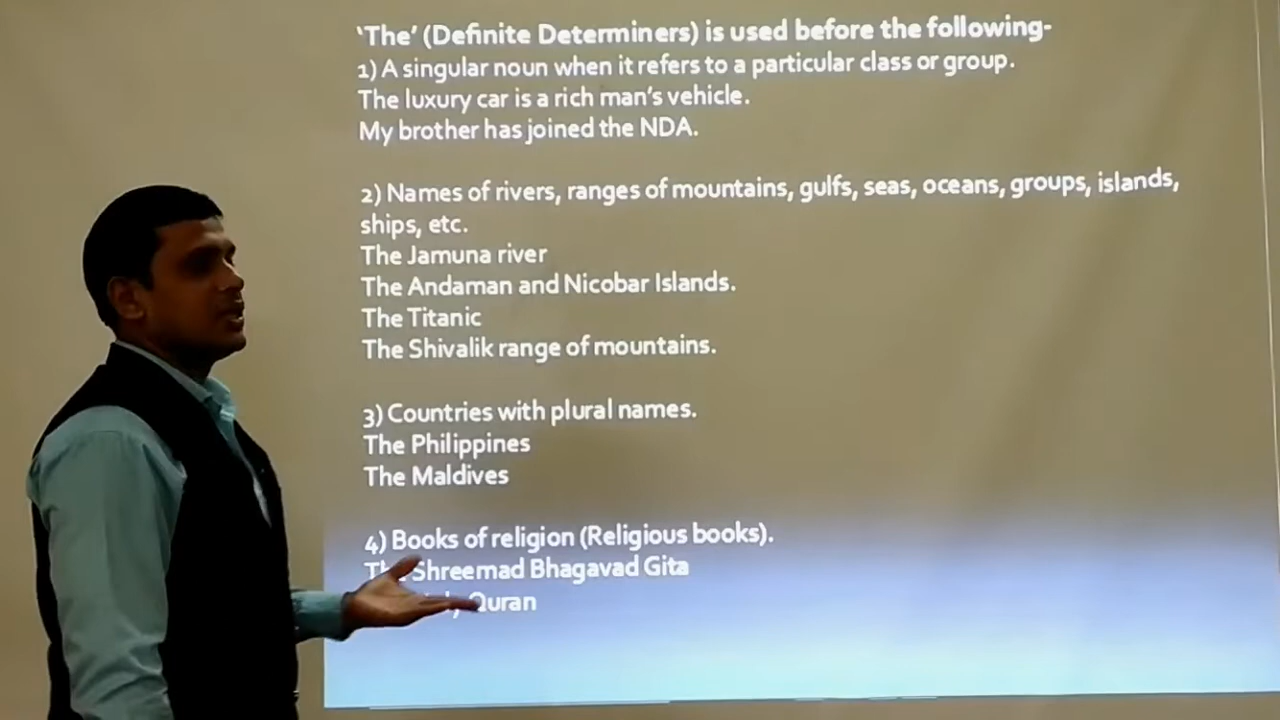 ‘The’ (Definite Determiners) is used before the following-
1) A singular noun when it refers to a particular class or group.
The luxury car is a rich man’s vehicle.
My brother has joined the NDA.
2) Names of rivers, ranges of mountains, gulfs, seas, oceans, groups, islands,
ships, etc.
The Jamuna river
The Andaman and Nicobar Islands.
The Titanic
The Shivalik range of mountains.
3) Countries with plural names.
The Philippines
The Maldives
4) Books of religion (Religious books).
The Shreemad Bhagavad Gita
Quran